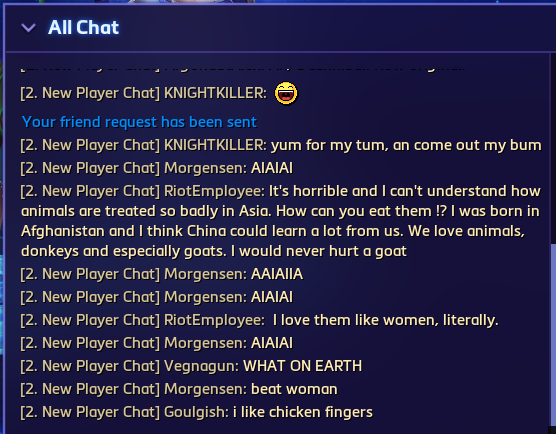 All Chat
[2. New Player Chat] KNIGHTKILLER:
Your friend request has been sent
[2. New Player Chat] KNIGHTKILLER: yum for my tum, an come out my bum
[2. New Player Chat] Morgensen: AIAIAI
[2. New Player Chat] RiotEmployee: It's horrible and I can't understand how
animals are treated so badly in Asia. How can you eat them !? I was born in
Afghanistan and I think China could learn a lot from us. We love animals,
donkeys and especially goats. I would never hurt a goat
[2. New Player Chat] Morgensen: AAIAIIA
[2. New Player Chat] Morgensen: AIAIAI
[2. New Player Chat] RiotEmployee:  I love them like women, literally.
[2. New Player Chat] Morgensen: AIAIAI
[2. New Player Chat] Vegnagun: WHAT ON EARTH
[2. New Player Chat] Morgensen: beat woman
[2. New Player Chat] Goulgish: i like chicken fingers